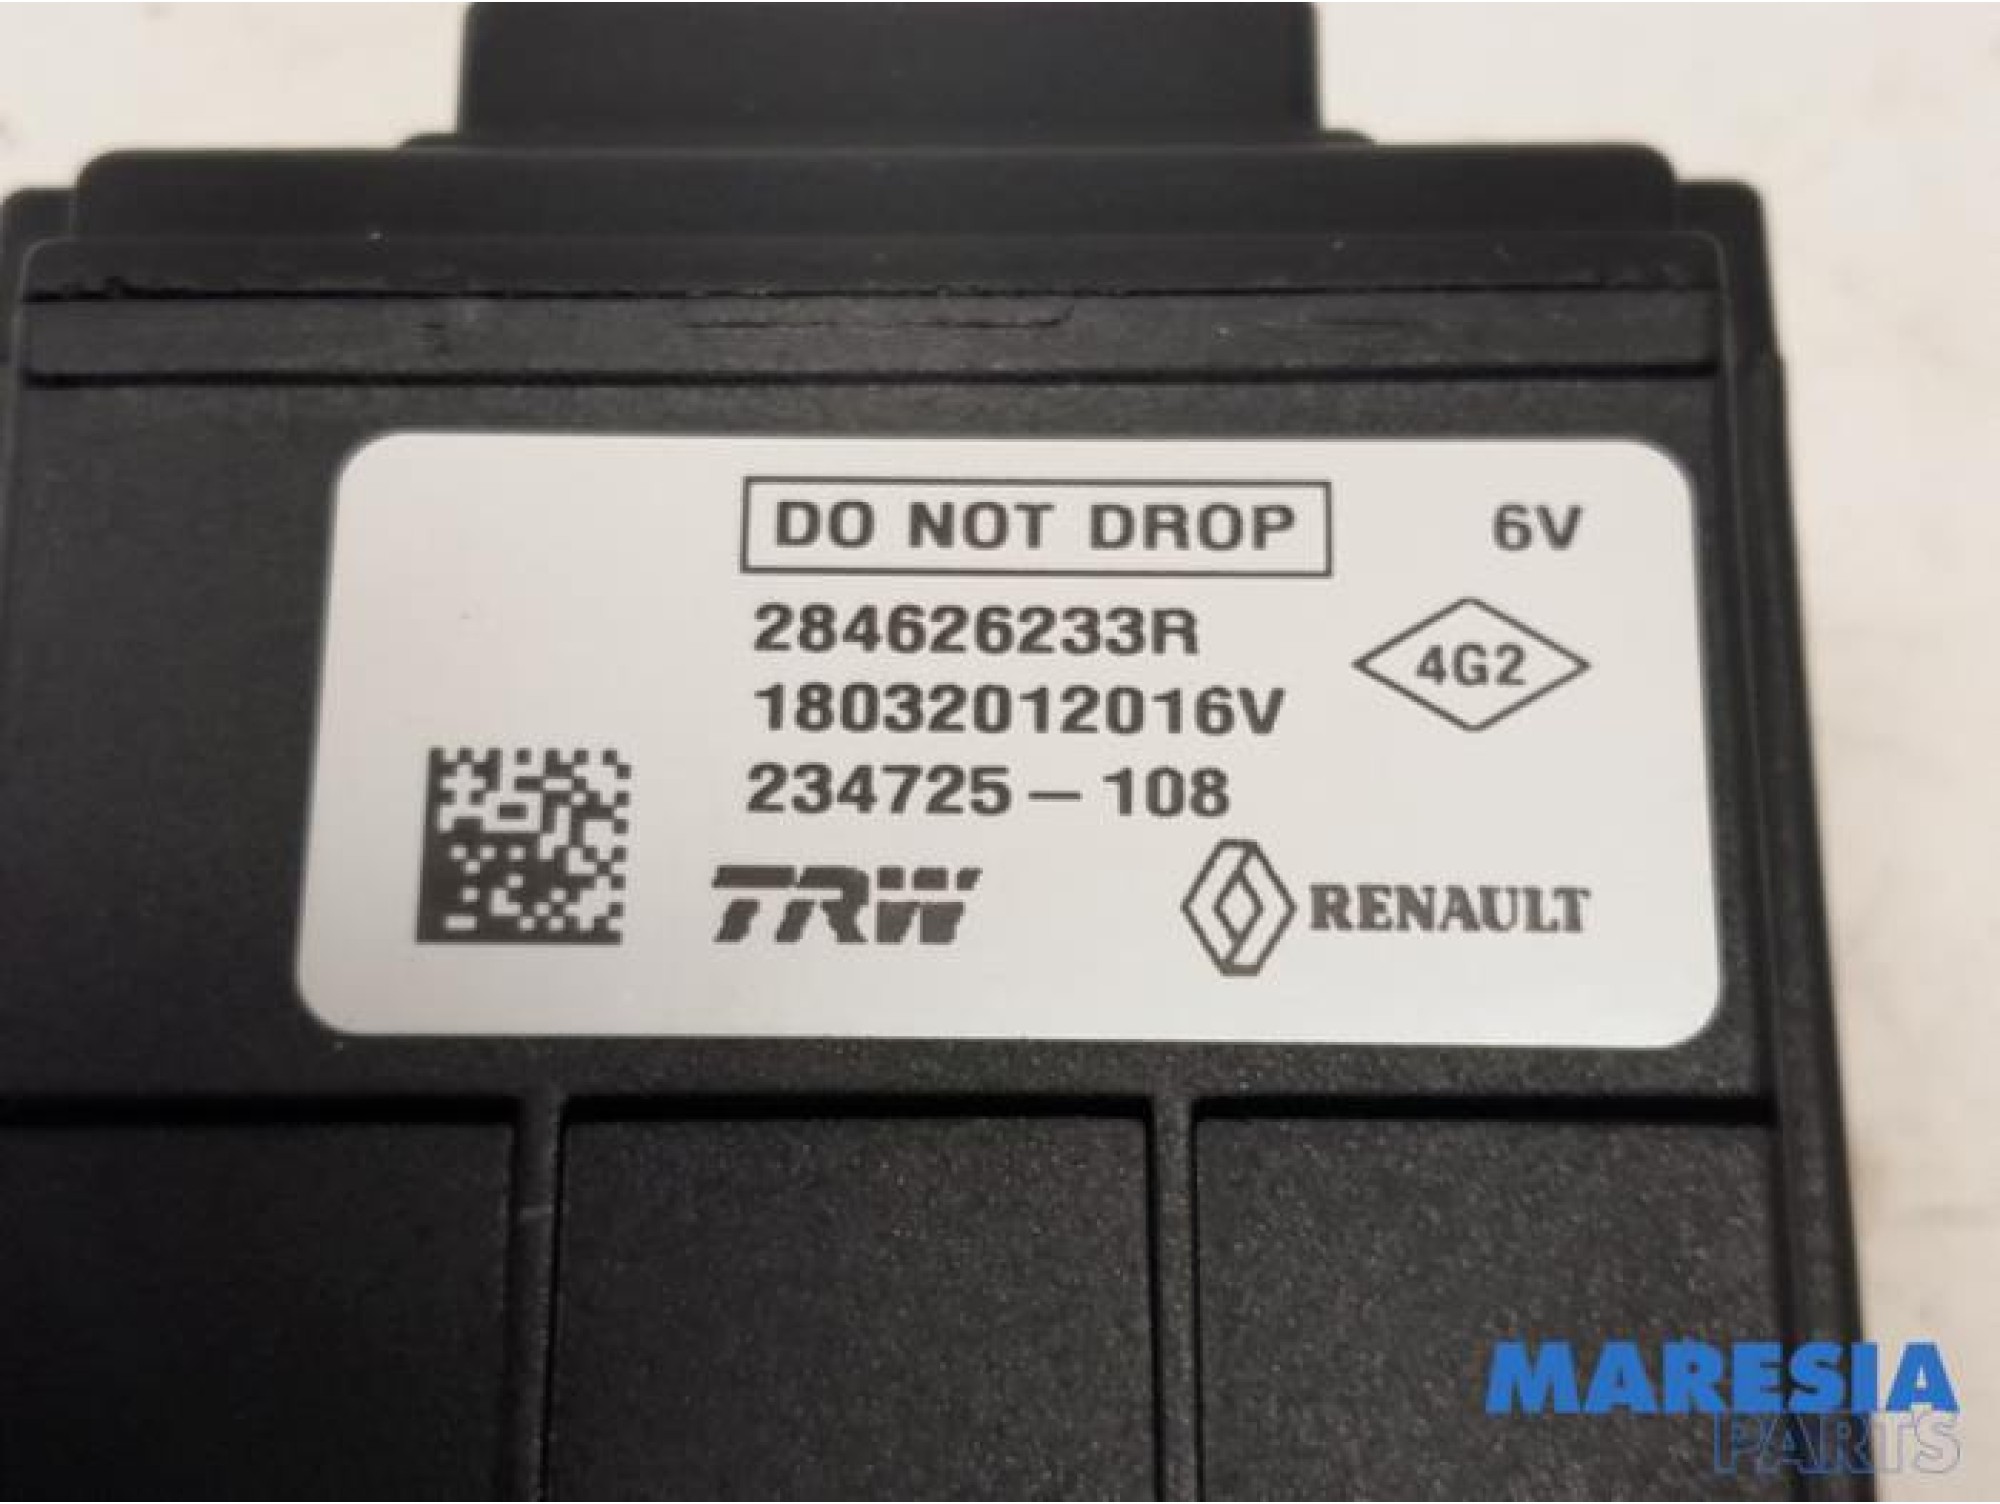 DO NOT DROP 6V
284626233R
4G2
18032012016V
234725-108
TRW RENAULT
MARESIA
PARTS